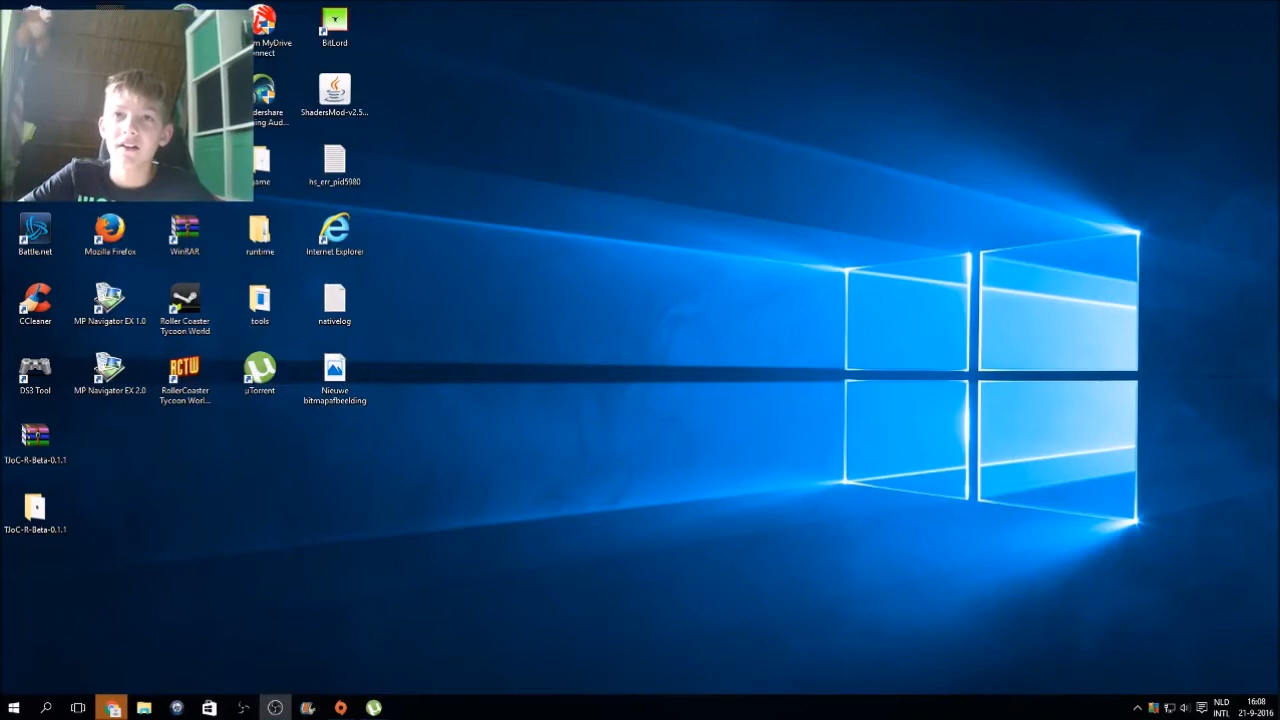 m MyDrive
nnect
BitLord
dershare
ing Aud...
ShadersMod-v2.5...
ame
hs_err_pid5980
Battle.net
Mozilla Firefox
WinRAR
runtime
Internet Explorer
CCleaner
MP Navigator EX 1.0
Roller Coaster
Tycoon World
tools
nativelog
DS3 Tool
MP Navigator EX 2.0
RCTW
RollerCoaster
Tycoon Worl...
µTorrent
Nieuwe
bitmapafbeelding
TJoC-R-Beta-0.1.1
TJoC-R-Beta-0.1.1
NLD
INTL
16:08
21-9-2016